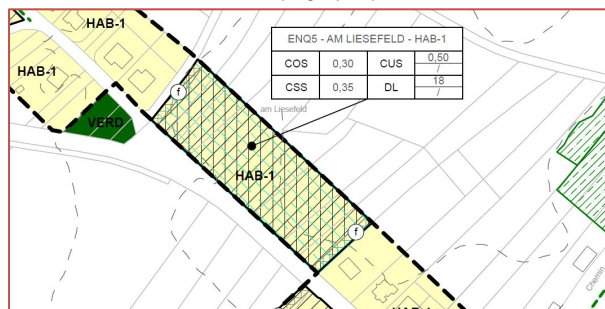 HAB-1
ENQ5 - AM LIESEFELD - HAB-1
COS 0,30 CUS 0,50 /
CSS 0,35 DL 18 /
HAB-1
f
am Liesefeld
VERD
HAB-1
f
Chemin